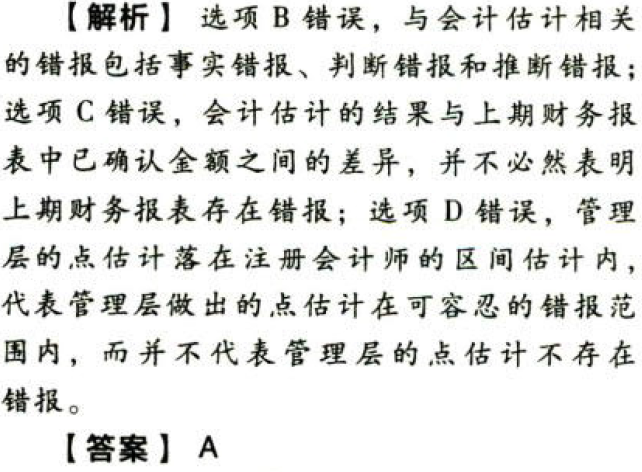 【解析】 选项 B 错误，与会计估计相关
的错报包括事实错报、判断错报和推断错报；
选项 C 错误，会计估计的结果与上期财务报
表中已确认金额之间的差异，并不必然表明
上期财务报表存在错报；选项 D 错误，管理
层的点估计落在注册会计师的区间估计内，
代表管理层做出的点估计在可容忍的错报范
围内，而并不代表管理层的点估计不存在
错报。
【答案】 A